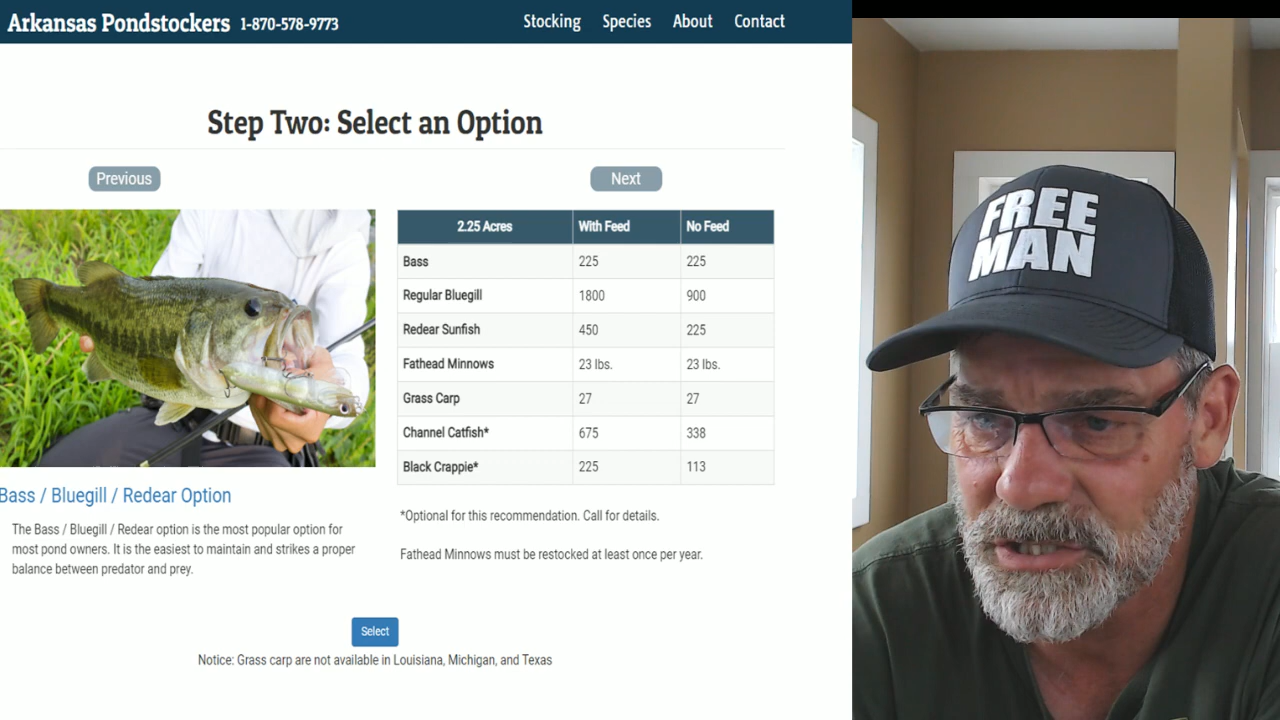 Arkansas Pondstockers 1-870-578-9773 Stocking Species About Contact
Step Two: Select an Option
Previous Next
2.25 Acres With Feed No Feed
Bass 225 225
Regular Bluegill 1800 900
Redear Sunfish 450 225
Fathead Minnows 23 lbs. 23 lbs.
Grass Carp 27 27
Channel Catfish* 675 338
Black Crappie* 225 113
*Optional for this recommendation. Call for details.
Fathead Minnows must be restocked at least once per year.
Bass / Bluegill / Redear Option
The Bass / Bluegill / Redear option is the most popular option for
most pond owners. It is the easiest to maintain and strikes a proper
balance between predator and prey.
Select
Notice: Grass carp are not available in Louisiana, Michigan, and Texas
FREE
MAN